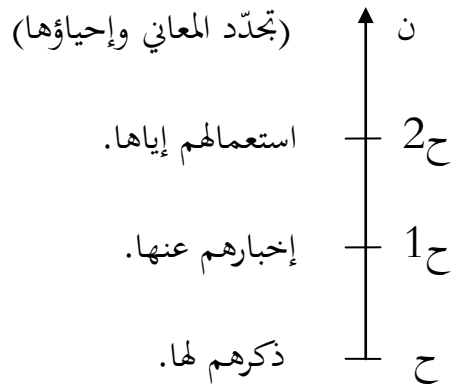 ن (تجدّد المعاني وإحياؤها)
ح2 استعمالهم إياها.
ح1 إخبارهم عنها.
ح ذكرهم لها.